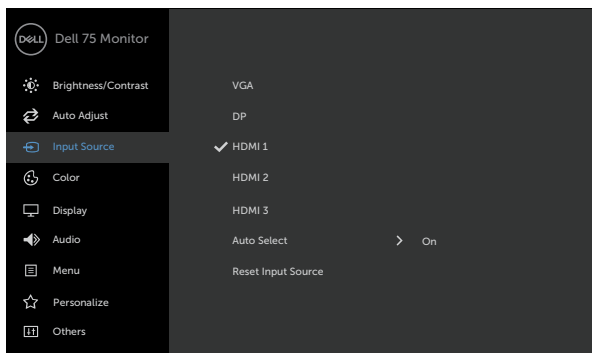 DELL Dell 75 Monitor
Brightness/Contrast
Auto Adjust
Input Source
Color
Display
Audio
Menu
Personalize
Others
VGA
DP
HDMI 1
HDMI 2
HDMI 3
Auto Select On
Reset Input Source